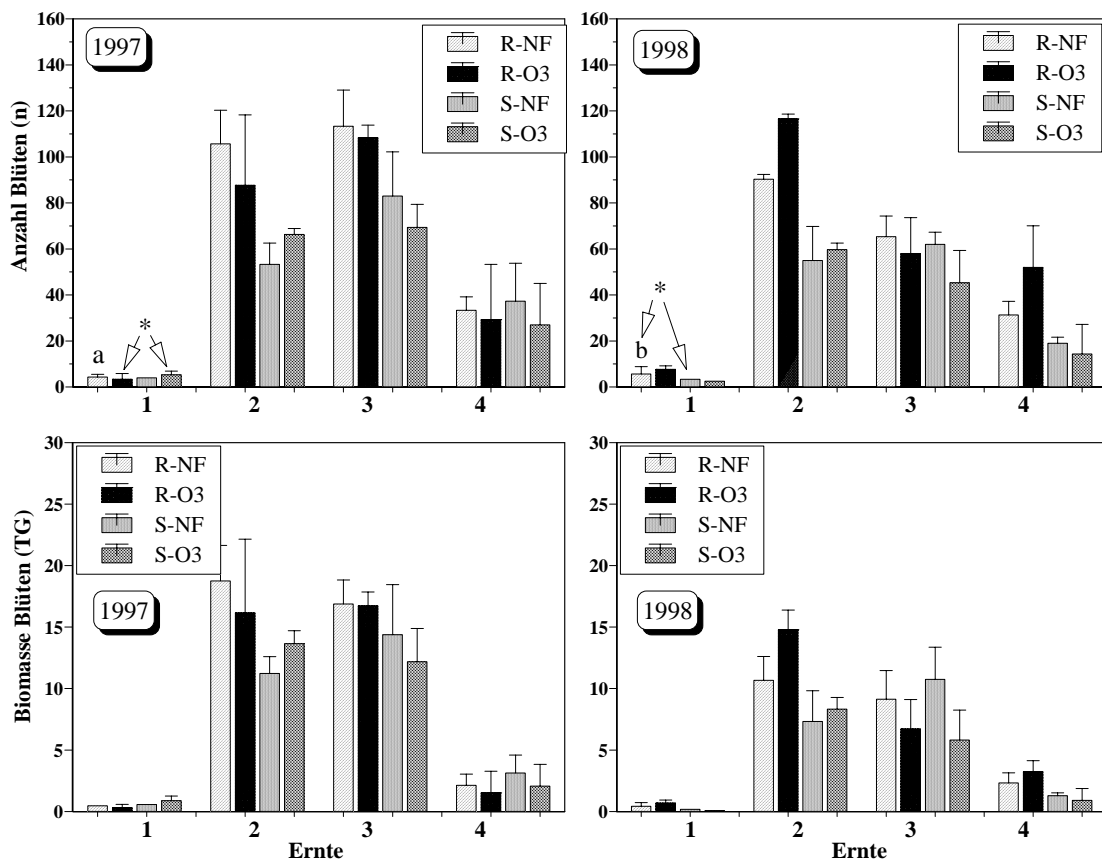 Anzahl Blüten (n)
160
140
120
100
80
60
40
20
0
1997
R-NF
R-O3
S-NF
S-O3
a
*
1 2 3 4
160
140
120
100
80
60
40
20
0
1998
R-NF
R-O3
S-NF
S-O3
*
b
1 2 3 4
Biomasse Blüten (TG)
30
25
20
15
10
5
0
R-NF
R-O3
S-NF
S-O3
1997
1 2 3 4
Ernte
30
25
20
15
10
5
0
R-NF
R-O3
S-NF
S-O3
1998
1 2 3 4
Ernte